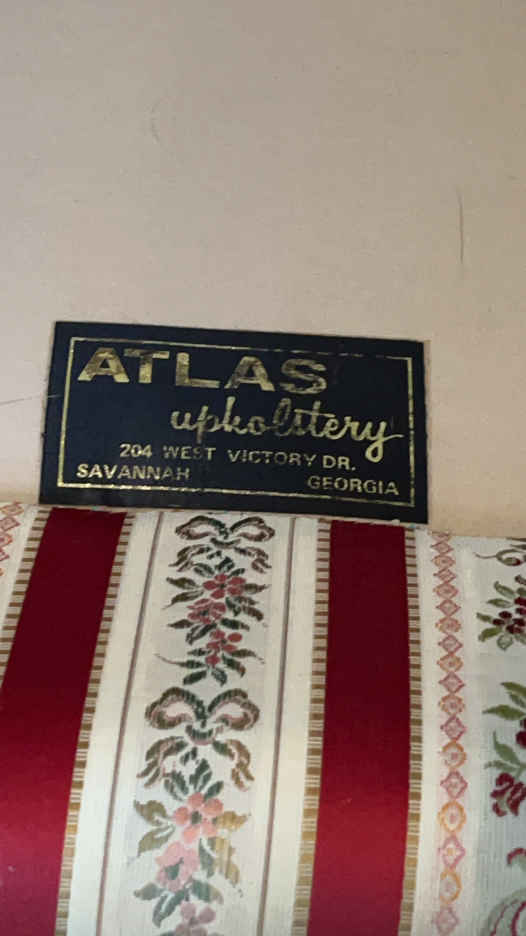 ATLAS
upholstery
204 WEST VICTORY DR.
SAVANNAH GEORGIA